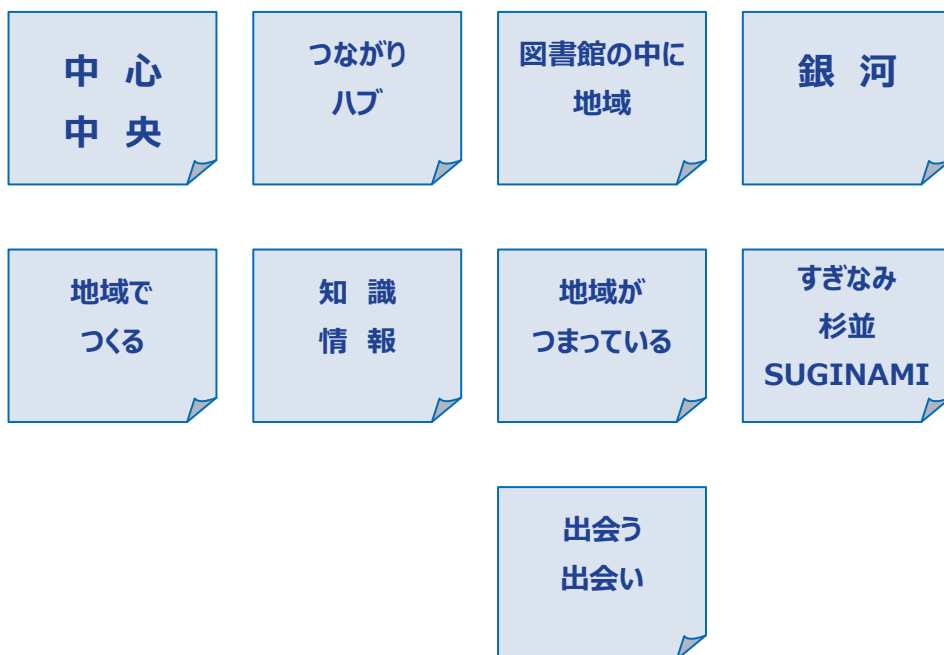 中 心
中 央
つながり
ハブ
図書館の中に
地域
銀 河
地域で
つくる
知 識
情 報
地域が
つまっている
すぎなみ
杉並
SUGINAMI
出会う
出会い